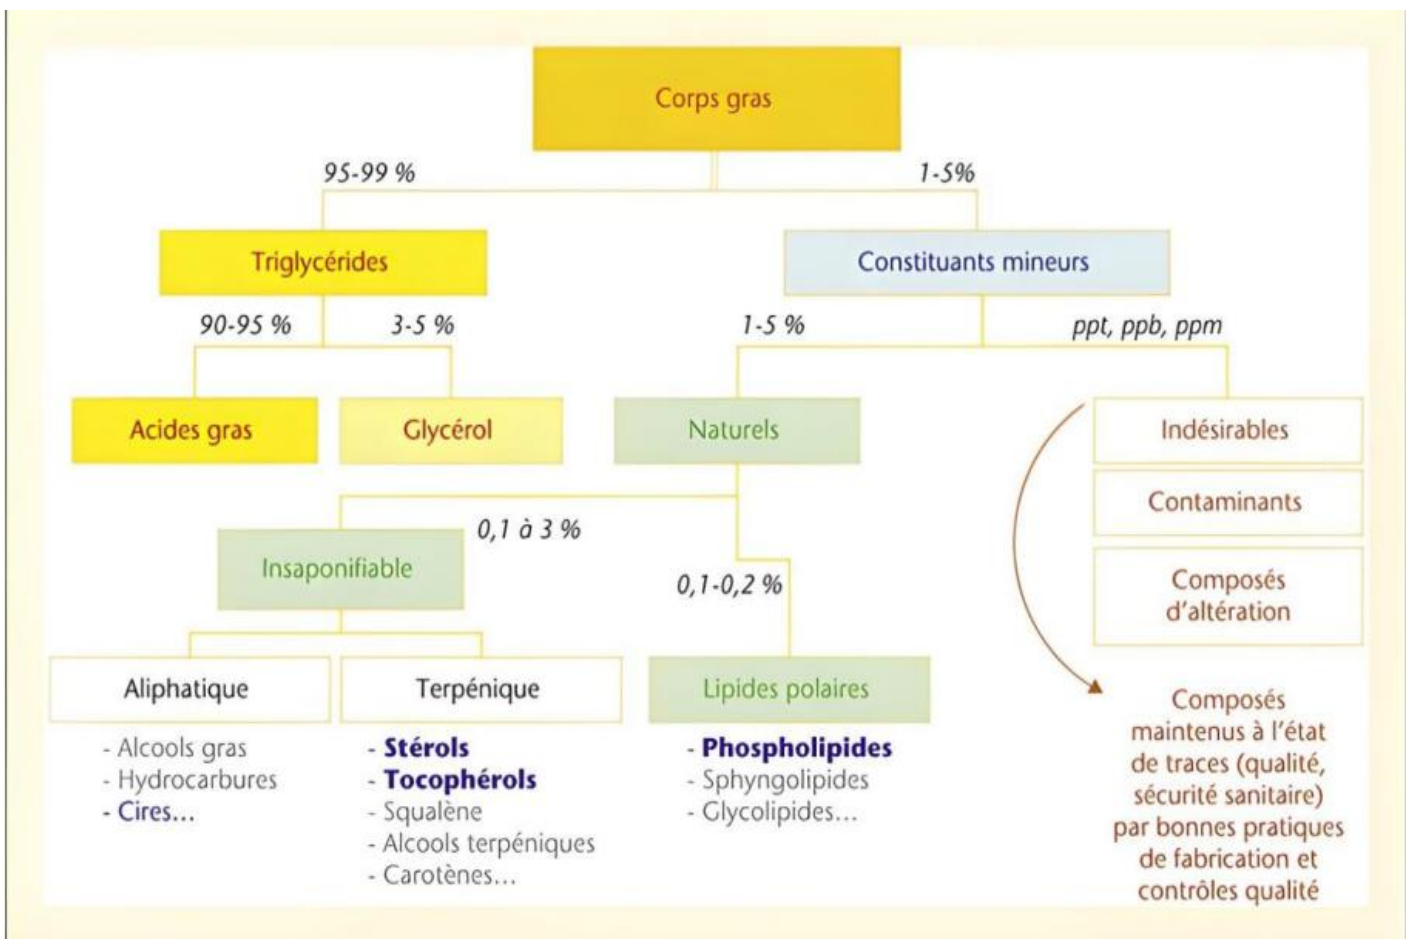 Corps gras
95-99 %
1-5%
Triglycérides
Constituants mineurs
90-95 %
3-5 %
1-5 %
ppt, ppb, ppm
Acides gras
Glycérol
Naturels
Indésirables
Contaminants
Composés
d'altération
0,1 à 3 %
Insaponifiable
0,1-0,2 %
Aliphatique
- Alcools gras
- Hydrocarbures
- Cires...
Terpénique
- Stérols
- Tocophérols
- Squalène
- Alcools terpéniques
- Carotènes...
Lipides polaires
- Phospholipides
- Sphyngolipides
- Glycolipides...
Composés
maintenus à l'état
de traces (qualité,
sécurité sanitaire)
par bonnes pratiques
de fabrication et
contrôles qualité